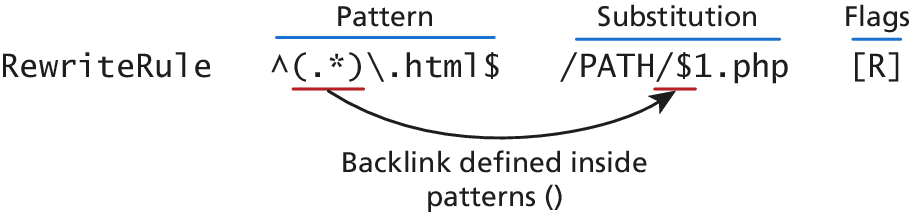 Pattern Substitution Flags
RewriteRule ^(.*)\.html$ /PATH/$1.php [R]
Backlink defined inside
patterns ()